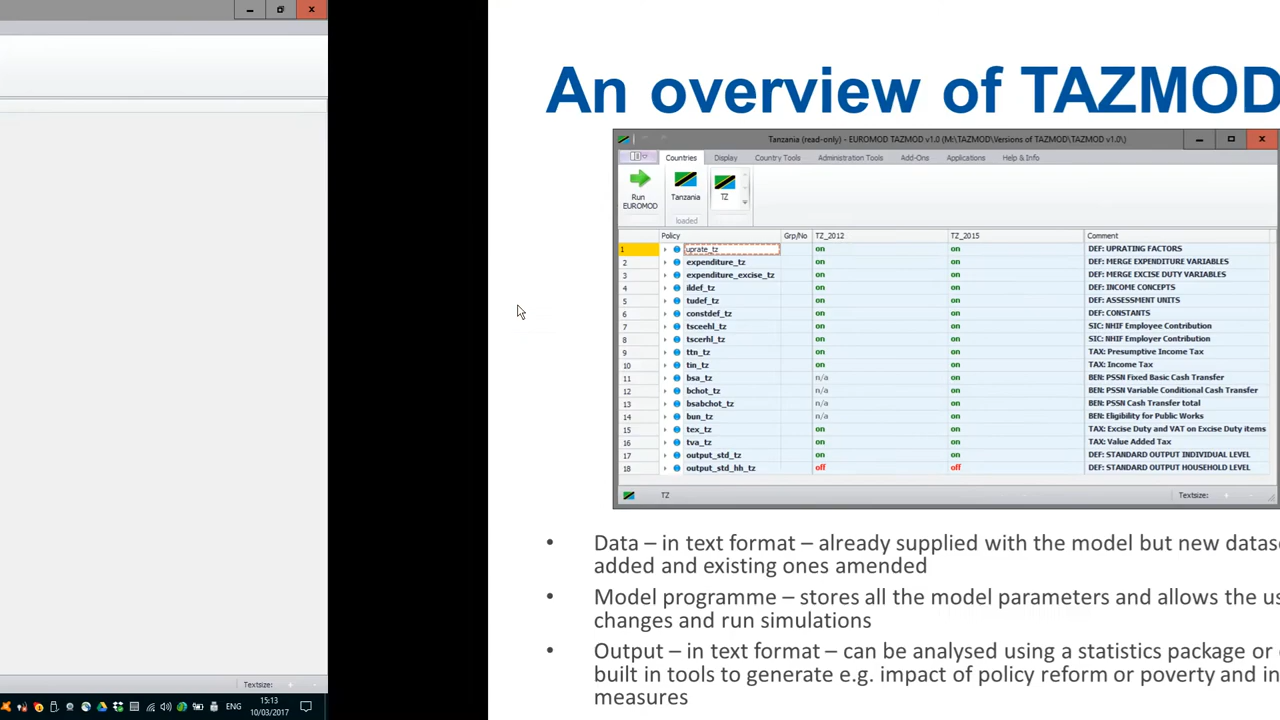 An overview of TAZMOD
Tanzania (read-only) - EUROMOD TAZMOD v1.0 (M:\TAZMOD\Versions of TAZMOD\TAZMOD v1.0\)
Countries Display Country Tools Administration Tools Add-Ons Applications Help & Info
Run EUROMOD Tanzania TZ
loaded
Policy Grp/No TZ_2012 TZ_2015 Comment
1 uprate_tz on on DEF: UPRATING FACTORS
2 expenditure_tz on on DEF: MERGE EXPENDITURE VARIABLES
3 expenditure_excise_tz on on DEF: MERGE EXCISE DUTY VARIABLES
4 ildef_tz on on DEF: INCOME CONCEPTS
5 tudef_tz on on DEF: ASSESSMENT UNITS
6 constdef_tz on on DEF: CONSTANTS
7 tsceehl_tz on on SIC: NHIF Employee Contribution
8 tscerhl_tz on on SIC: NHIF Employer Contribution
9 ttn_tz on on TAX: Presumptive Income Tax
10 tin_tz on on TAX: Income Tax
11 bsa_tz n/a on BEN: PSSN Fixed Basic Cash Transfer
12 bchot_tz n/a on BEN: PSSN Variable Conditional Cash Transfer
13 bsabchot_tz n/a on BEN: PSSN Cash Transfer total
14 bun_tz n/a on BEN: Eligibility for Public Works
15 tex_tz on on TAX: Excise Duty and VAT on Excise Duty items
16 tva_tz on on TAX: Value Added Tax
17 output_std_tz on on DEF: STANDARD OUTPUT INDIVIDUAL LEVEL
18 output_std_hh_tz off off DEF: STANDARD OUTPUT HOUSEHOLD LEVEL
TZ Textsize:
• Data – in text format – already supplied with the model but new datase
added and existing ones amended
• Model programme – stores all the model parameters and allows the us
changes and run simulations
• Output – in text format – can be analysed using a statistics package or
built in tools to generate e.g. impact of policy reform or poverty and in
measures
Textsize:
ENG 15:13
10/03/2017